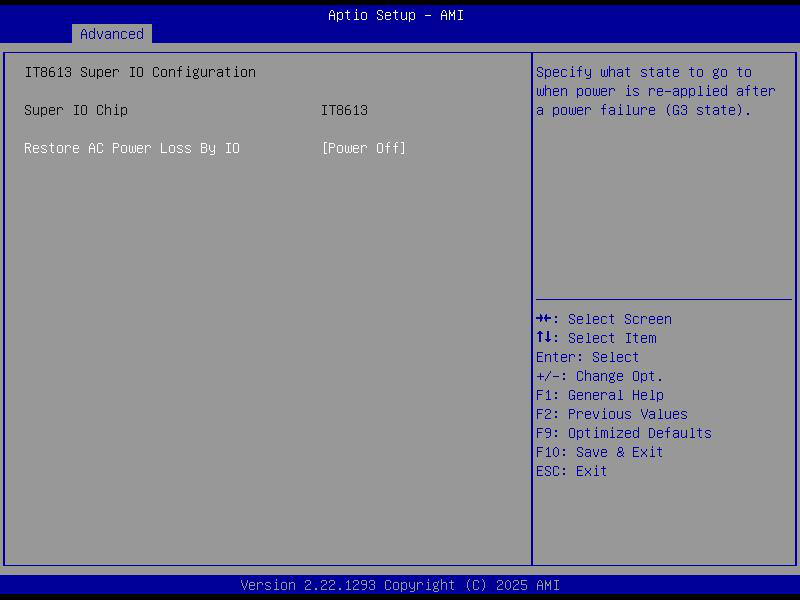 Aptio Setup - AMI
Advanced
IT8613 Super IO Configuration
Super IO Chip IT8613
Restore AC Power Loss By IO [Power Off]
Specify what state to go to
when power is re-applied after
a power failure (G3 state).
→←: Select Screen
↑↓: Select Item
Enter: Select
+/-: Change Opt.
F1: General Help
F2: Previous Values
F9: Optimized Defaults
F10: Save & Exit
ESC: Exit
Version 2.22.1293 Copyright (C) 2025 AMI